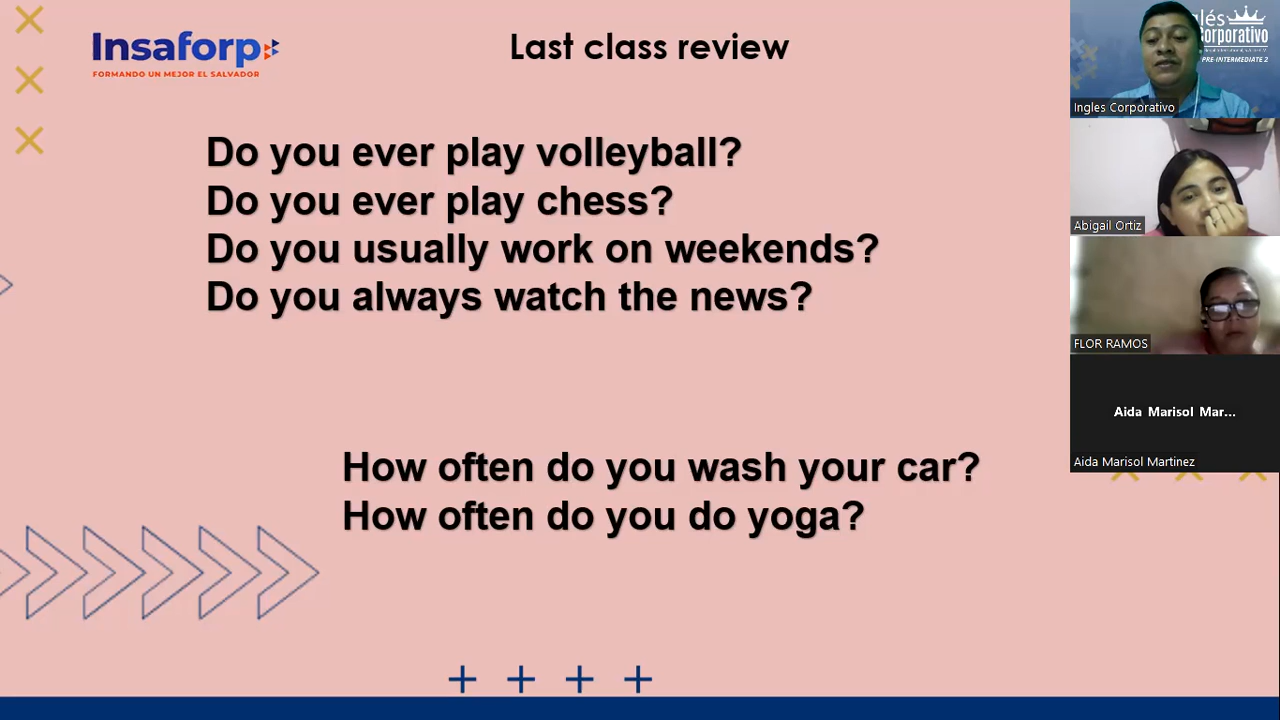 Insaforp
FORMANDO UN MEJOR EL SALVADOR
Last class review
Do you ever play volleyball?
Do you ever play chess?
Do you usually work on weekends?
Do you always watch the news?
How often do you wash your car?
How often do you do yoga?
Corporativo
PRE-INTERMEDIATE 2
Ingles Corporativo
Abigail Ortiz
FLOR RAMOS
Aida Marisol Mar...
Aida Marisol Martinez